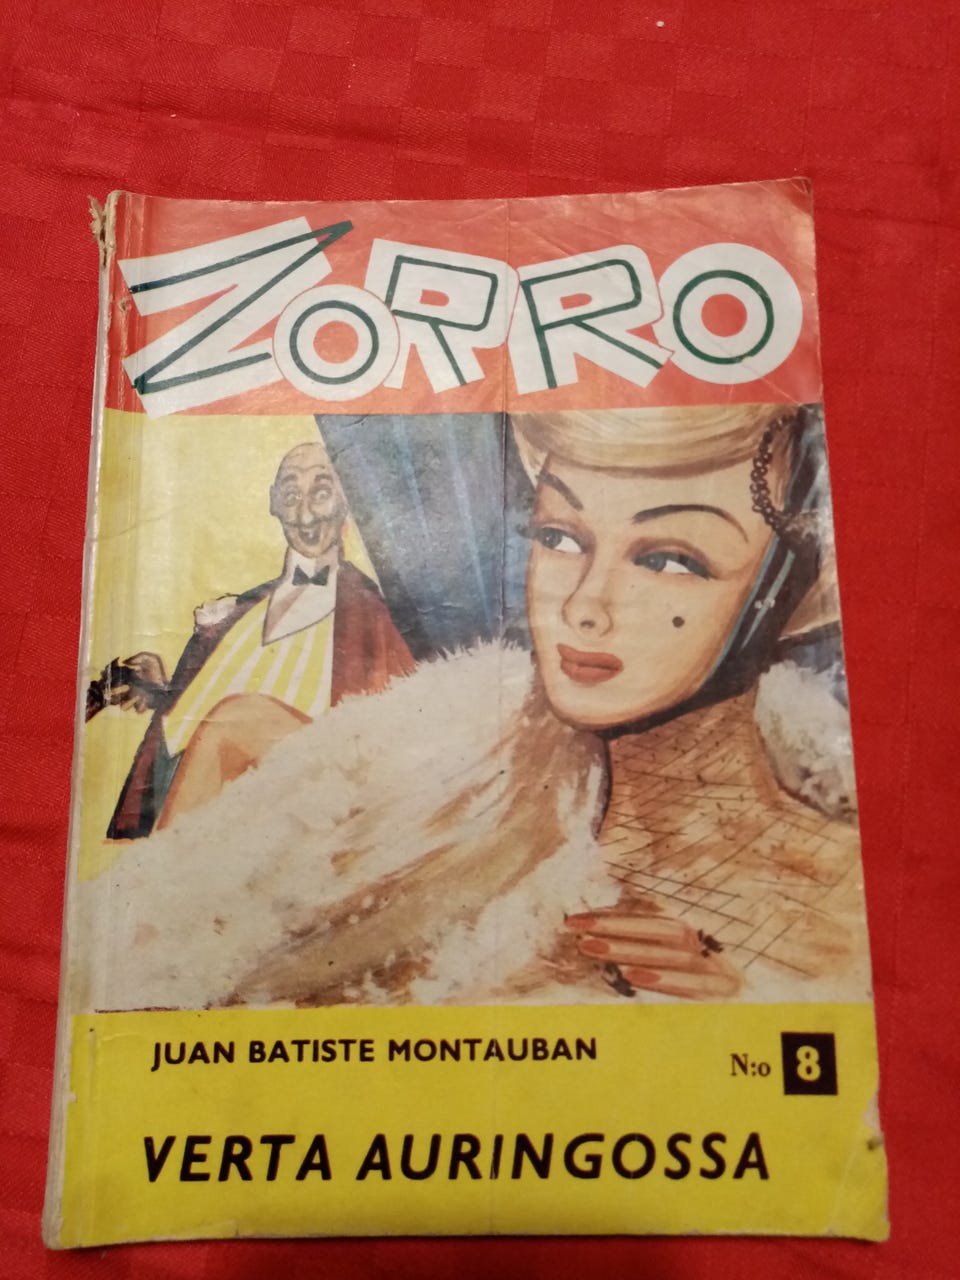 ZORRO
JUAN BATISTE MONTAUBAN
N:o 8
VERTA AURINGOSSA